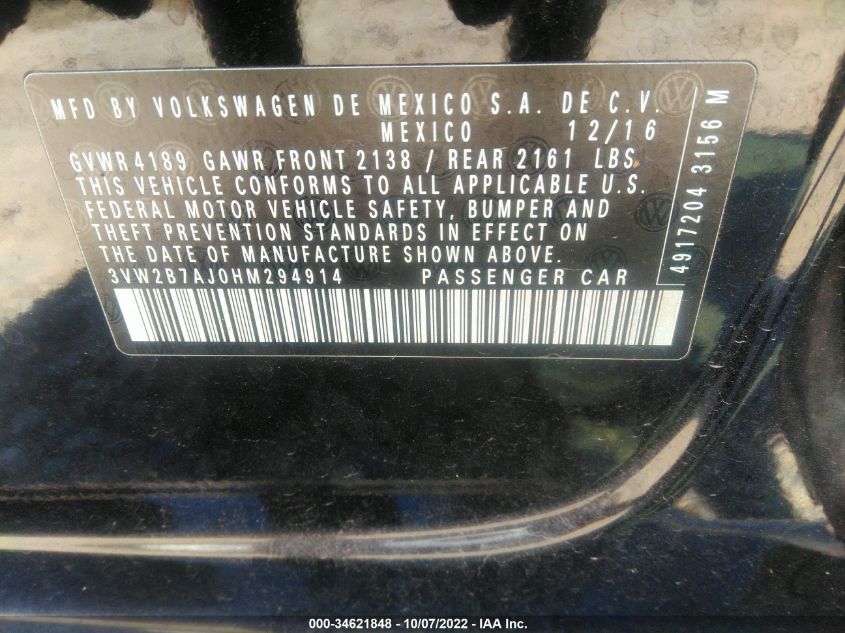 MFD BY VOLKSWAGEN DE MEXICO S.A. DE C.V.
MEXICO 12/16
GVWR 4189 GAWR FRONT 2138 / REAR 2161 LBS.
THIS VEHICLE CONFORMS TO ALL APPLICABLE U.S.
FEDERAL MOTOR VEHICLE SAFETY, BUMPER AND
THEFT PREVENTION STANDARDS IN EFFECT ON
THE DATE OF MANUFACTURE SHOWN ABOVE.
3VW2B7AJ0HM294914 PASSENGER CAR
4917204 3156 M
000-34621848 - 10/07/2022 - IAA Inc.